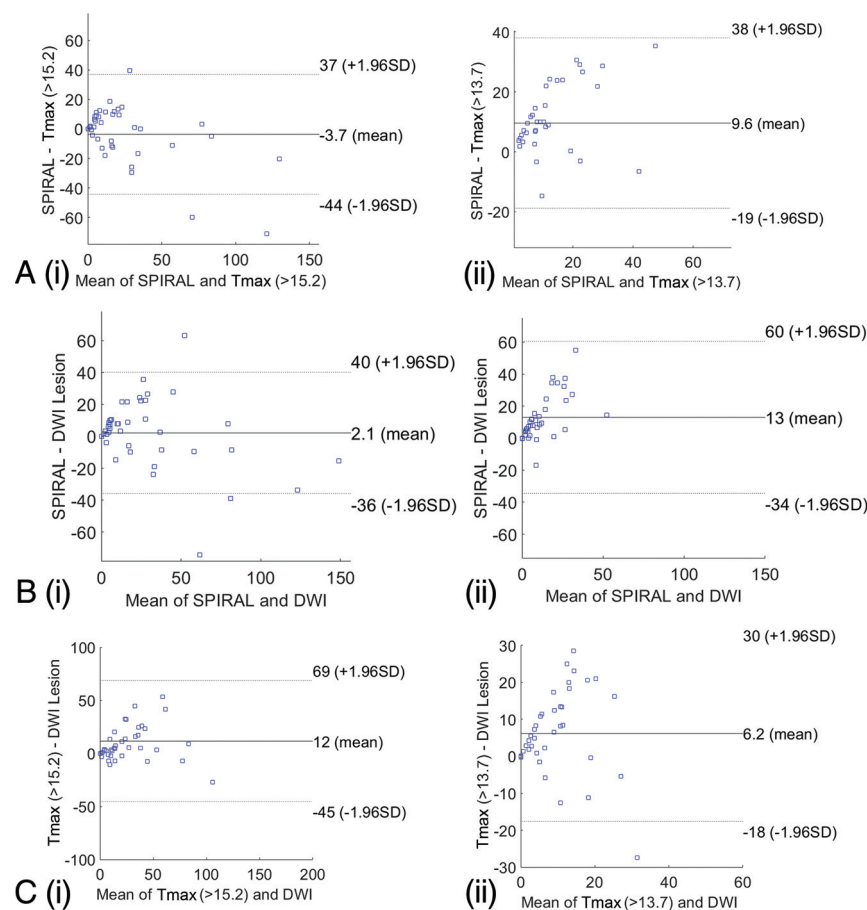 60
40
20
0
-20
-40
-60
0
50
100
150
SPIRAL - Tmax (>15.2)
37 (+1.96SD)
-3.7 (mean)
-44 (-1.96SD)
A (i)
Mean of SPIRAL and Tmax (>15.2)
40
20
0
-20
20
40
60
SPIRAL - Tmax (>13.7)
38 (+1.96SD)
9.6 (mean)
-19 (-1.96SD)
(ii)
Mean of SPIRAL and Tmax (>13.7)
60
40
20
0
-20
-40
-60
0
50
100
150
SPIRAL - DWI Lesion
40 (+1.96SD)
2.1 (mean)
-36 (-1.96SD)
B (i)
Mean of SPIRAL and DWI
60
40
20
0
-20
-40
-60
0
50
100
150
SPIRAL - DWI Lesion
60 (+1.96SD)
13 (mean)
-34 (-1.96SD)
(ii)
Mean of SPIRAL and DWI
100
50
0
-50
-100
0
50
100
150
200
Tmax (>15.2) - DWI Lesion
69 (+1.96SD)
12 (mean)
-45 (-1.96SD)
C (i)
Mean of Tmax (>15.2) and DWI
30
20
10
0
-10
-20
-30
0
20
40
60
Tmax (>13.7) - DWI Lesion
30 (+1.96SD)
6.2 (mean)
-18 (-1.96SD)
(ii)
Mean of Tmax (>13.7) and DWI